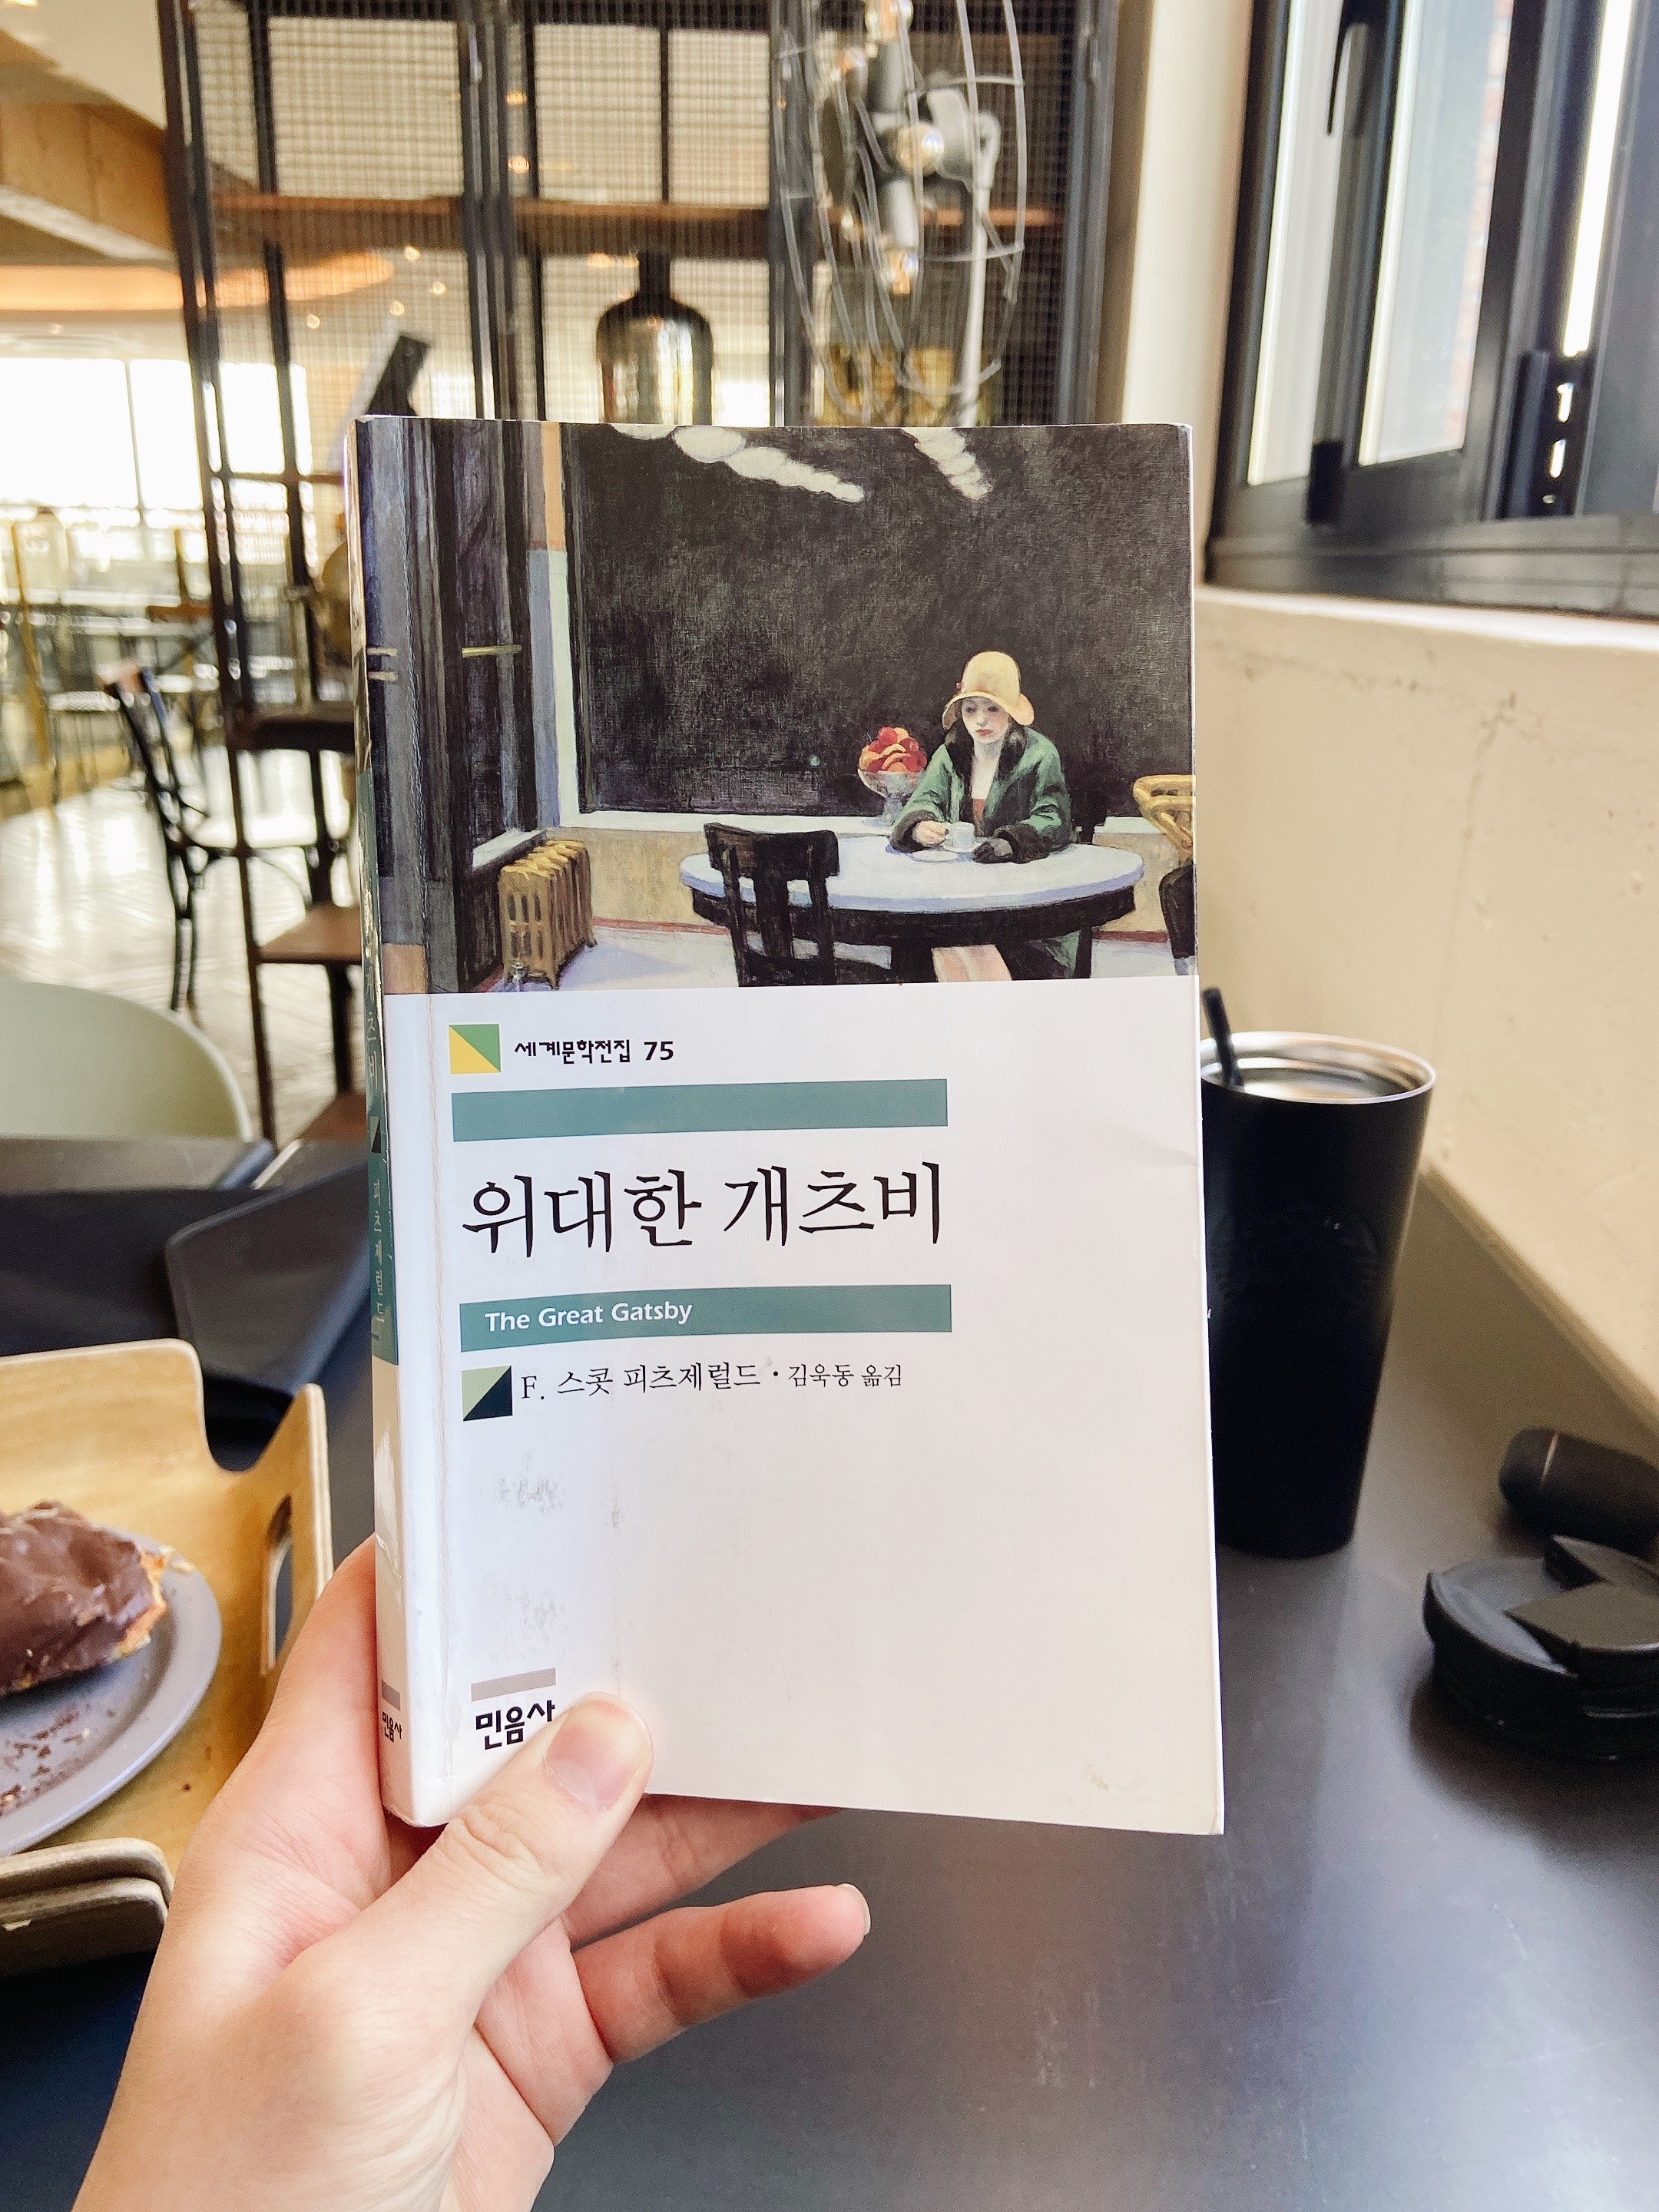 세계문학전집 75
위대한 개츠비
The Great Gatsby
F. 스콧 피츠제럴드 · 김욱동 옮김
민음사
츠비
피츠제럴드
민음사